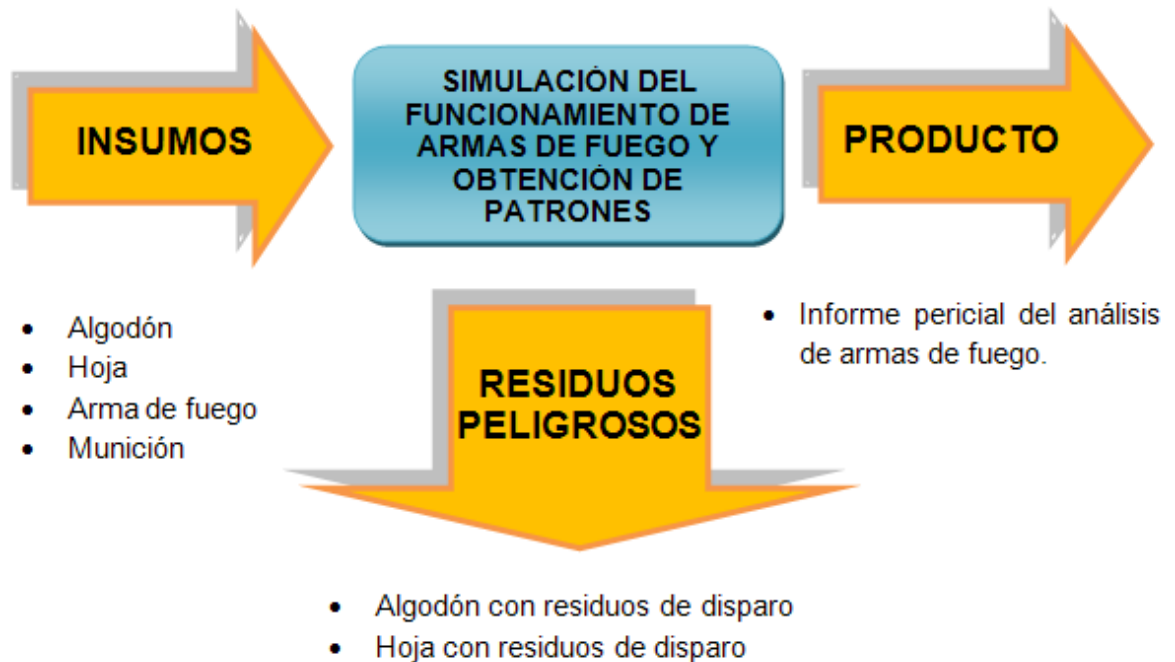 INSUMOS
SIMULACIÓN DEL
FUNCIONAMIENTO DE
ARMAS DE FUEGO Y
OBTENCIÓN DE
PATRONES
PRODUCTO
• Algodón
• Hoja
• Arma de fuego
• Munición
• Informe pericial del análisis
de armas de fuego.
RESIDUOS
PELIGROSOS
• Algodón con residuos de disparo
• Hoja con residuos de disparo